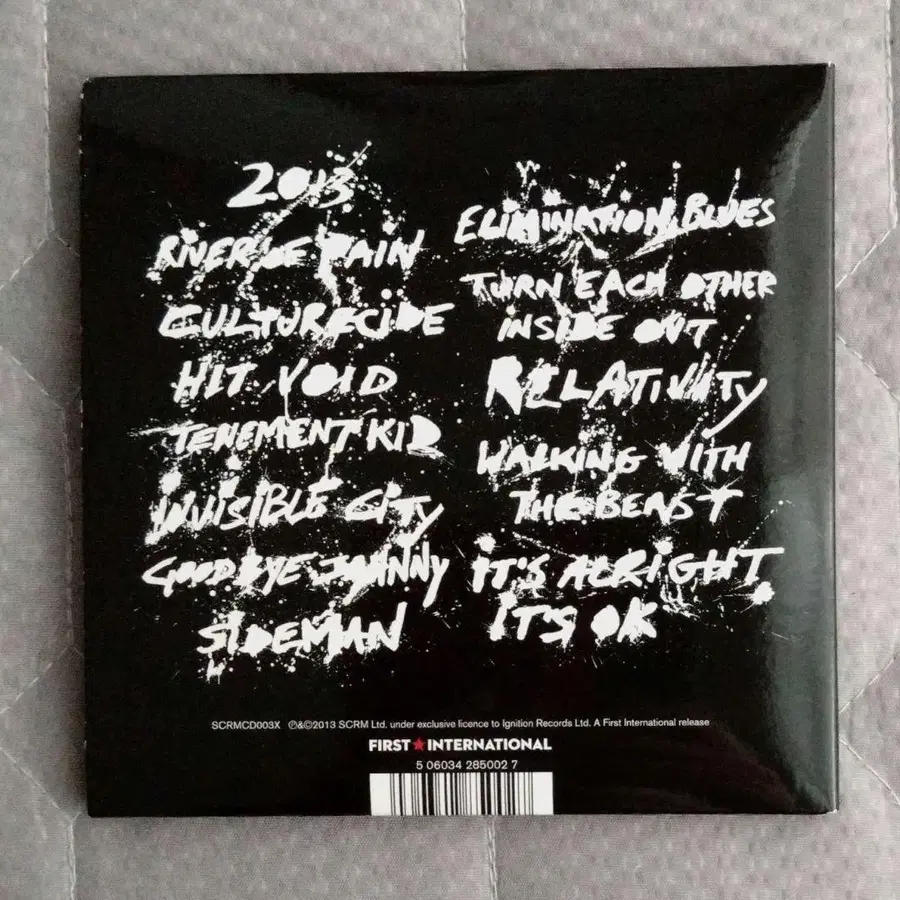 2013
RIVER OF PAIN
CULTURECIDE
HIT VOID
TENEMENT KID
INVISIBLE CITY
GOODBYE JOHNNY
SIDEMAN
ELIMINATION BLUES
TURN EACH OTHER
INSIDE OUT
RELATIVITY
WALKING WITH
THE BEAST
IT'S ALRIGHT,
IT'S OK
SCRMCD003X ℗&©2013 SCRM Ltd. under exclusive licence to Ignition Records Ltd. A First International release
FIRST★INTERNATIONAL
5 06034 285002 7